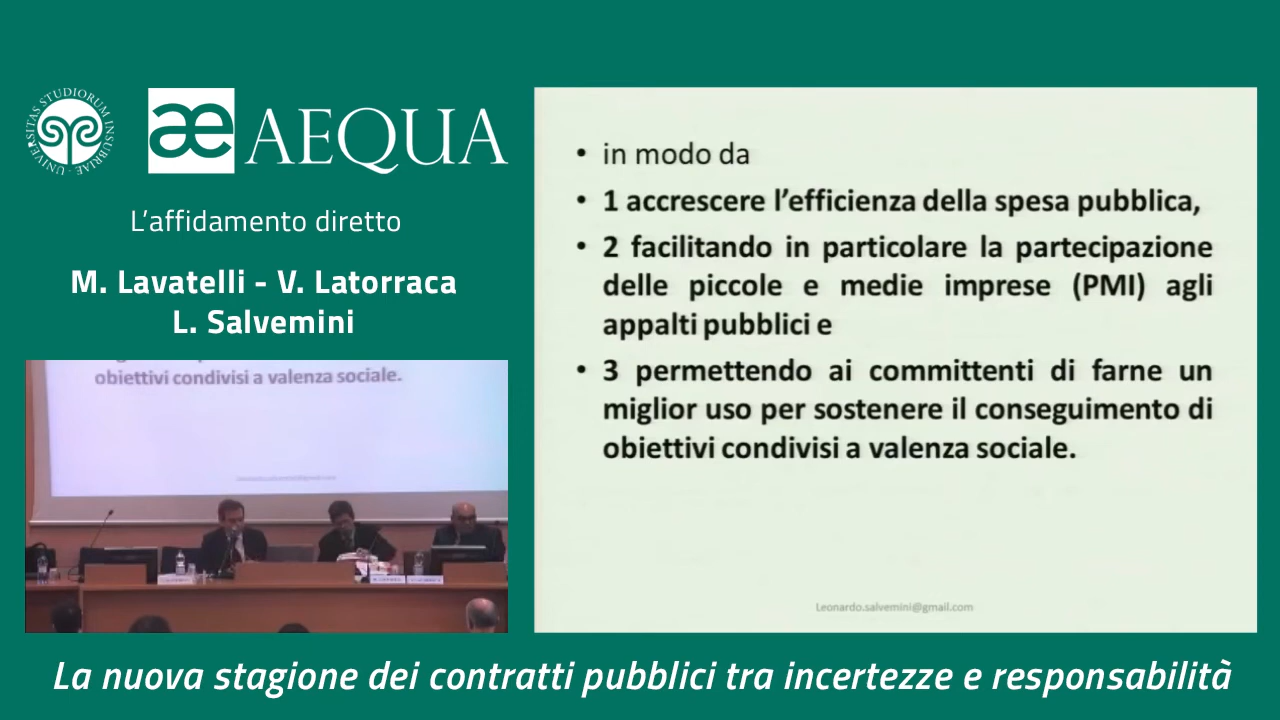 UNIVERSITAS STUDIORUM INSUBRIAE
æ AEQUA
L'affidamento diretto
M. Lavatelli - V. Latorraca
L. Salvemini
obiettivi condivisi a valenza sociale.
• in modo da
• 1 accrescere l'efficienza della spesa pubblica,
• 2 facilitando in particolare la partecipazione
delle piccole e medie imprese (PMI) agli
appalti pubblici e
• 3 permettendo ai committenti di farne un
miglior uso per sostenere il conseguimento di
obiettivi condivisi a valenza sociale.
Leonardo.salvemini@gmail.com
La nuova stagione dei contratti pubblici tra incertezze e responsabilità